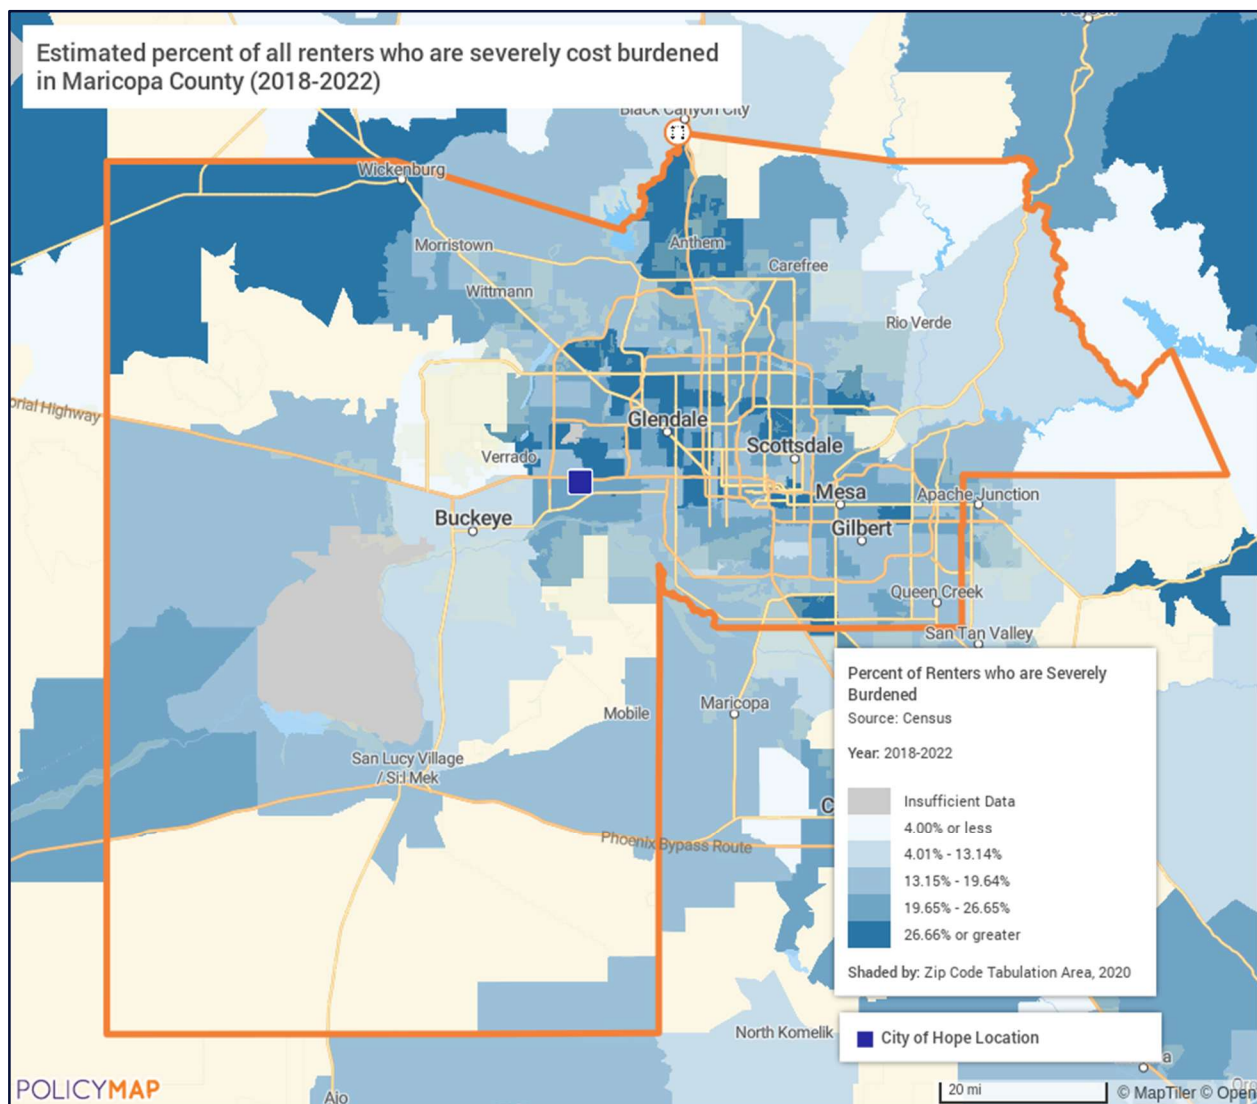 Estimated percent of all renters who are severely cost burdened
in Maricopa County (2018-2022)
Black Canyon City
Wickenburg
Anthem
Morristown
Carefree
Wittmann
Rio Verde
orial Highway
Glendale
Scottsdale
Verrado
Mesa
Apache Junction
Buckeye
Gilbert
Queen Creek
San Tan Valley
Maricopa
Mobile
San Lucy Village
/ Si:l Mek
Phoenix Bypass Route
C
North Komelik
Ajo
Percent of Renters who are Severely
Burdened
Source: Census
Year: 2018-2022
Insufficient Data
4.00% or less
4.01% - 13.14%
13.15% - 19.64%
19.65% - 26.65%
26.66% or greater
Shaded by: Zip Code Tabulation Area, 2020
City of Hope Location
a
POLICYMAP
20 mi
© MapTiler © Open